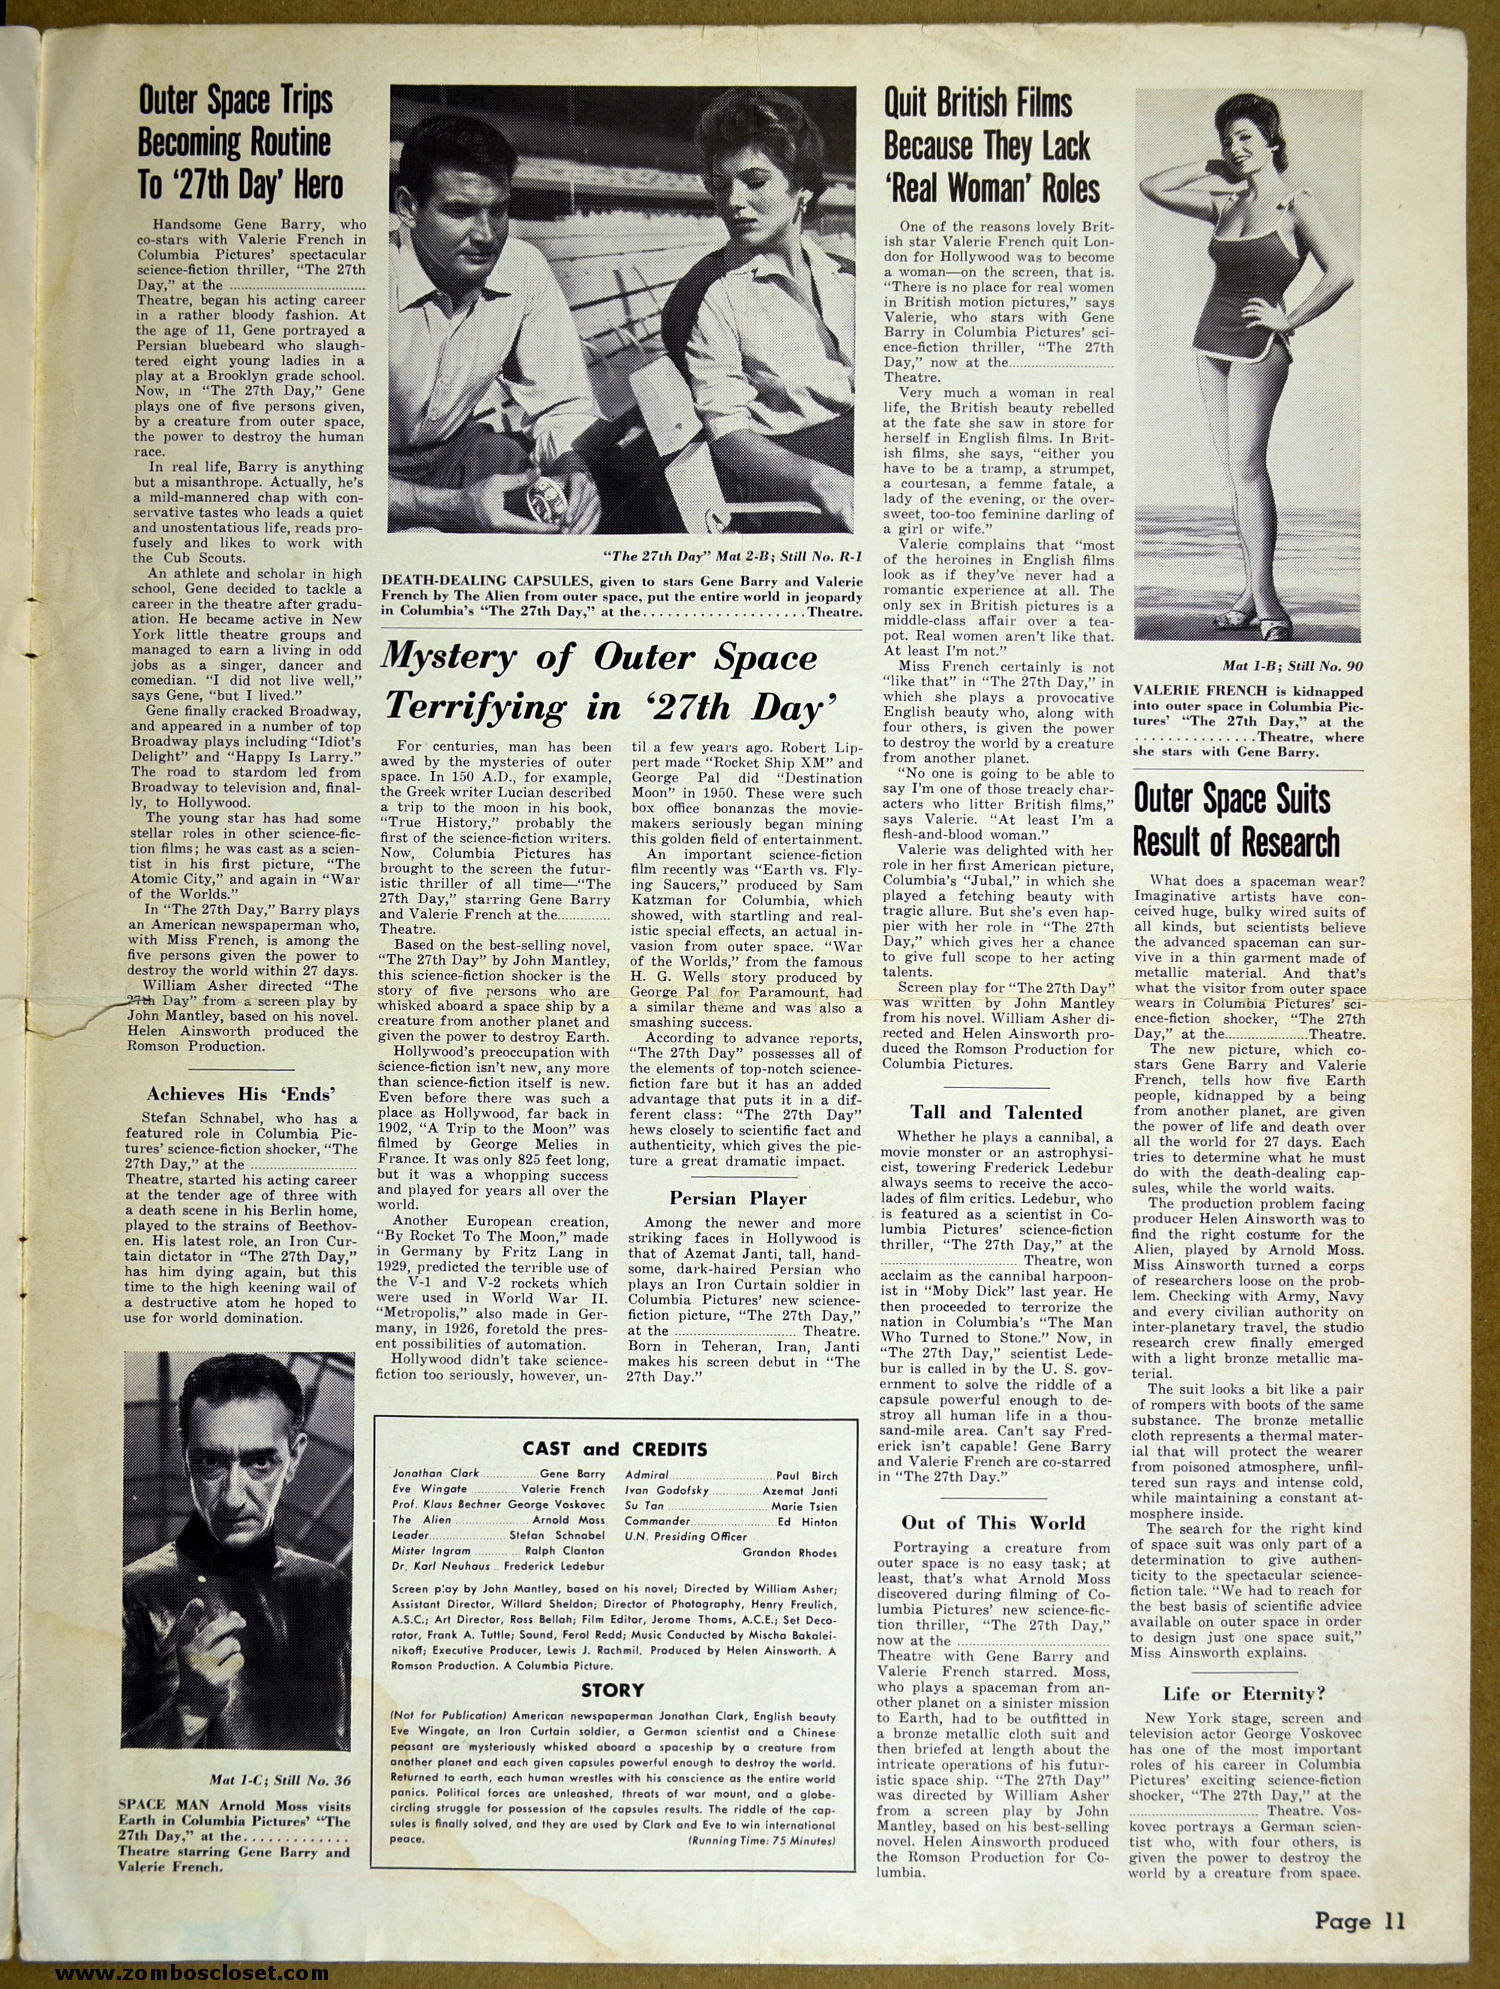 Outer Space Trips
Becoming Routine
To ‘27th Day’ Hero
Handsome Gene Barry, who
co-stars with Valerie French in
Columbia Pictures’ spectacular
science-fiction thriller, “The 27th
Day,” at the ..................................
Theatre, began his acting career
in a rather bloody fashion. At
the age of 11, Gene portrayed a
Persian bluebeard who slaugh-
tered eight young ladies in a
play at a Brooklyn grade school.
Now, in “The 27th Day,” Gene
plays one of five persons given,
by a creature from outer space,
the power to destroy the human
race.
In real life, Barry is anything
but a misanthrope. Actually, he’s
a mild-mannered chap with con-
servative tastes who leads a quiet
and unostentatious life, reads pro-
fusely and likes to work with
the Cub Scouts.
An athlete and scholar in high
school, Gene decided to tackle a
career in the theatre after gradu-
ation. He became active in New
York little theatre groups and
managed to earn a living in odd
jobs as a singer, dancer and
comedian. “I did not live well,”
says Gene, “but I lived.”
Gene finally cracked Broadway,
and appeared in a number of top
Broadway plays including “Idiot’s
Delight” and “Happy Is Larry.”
The road to stardom led from
Broadway to television and, final-
ly, to Hollywood.
The young star has had some
stellar roles in other science-fic-
tion films; he was cast as a scien-
tist in his first picture, “The
Atomic City,” and again in “War
of the Worlds.”
In “The 27th Day,” Barry plays
an American newspaperman who,
with Miss French, is among the
five persons given the power to
destroy the world within 27 days.
William Asher directed “The
27th Day” from a screen play by
John Mantley, based on his novel.
Helen Ainsworth produced the
Romson Production.
Achieves His ‘Ends’
Stefan Schnabel, who has a
featured role in Columbia Pic-
tures’ science-fiction shocker, “The
27th Day,” at the ...........................
Theatre, started his acting career
at the tender age of three with
a death scene in his Berlin home,
played to the strains of Beethov-
en. His latest role, an Iron Cur-
tain dictator in “The 27th Day,”
has him dying again, but this
time to the high keening wail of
a destructive atom he hoped to
use for world domination.
Mat 1-C; Still No. 36
SPACE MAN Arnold Moss visits
Earth in Columbia Pictures’ “The
27th Day,” at the.............
Theatre starring Gene Barry and
Valerie French.
“The 27th Day” Mat 2-B; Still No. R-1
DEATH-DEALING CAPSULES, given to stars Gene Barry and Valerie
French by The Alien from outer space, put the entire world in jeopardy
in Columbia’s “The 27th Day,” at the....................Theatre.
Mystery of Outer Space
Terrifying in ‘27th Day’
For centuries, man has been
awed by the mysteries of outer
space. In 150 A.D., for example,
the Greek writer Lucian described
a trip to the moon in his book,
“True History,” probably the
first of the science-fiction writers.
Now, Columbia Pictures has
brought to the screen the futur-
istic thriller of all time—“The
27th Day,” starring Gene Barry
and Valerie French at the.............
Theatre.
Based on the best-selling novel,
“The 27th Day” by John Mantley,
this science-fiction shocker is the
story of five persons who are
whisked aboard a space ship by a
creature from another planet and
given the power to destroy Earth.
Hollywood’s preoccupation with
science-fiction isn’t new, any more
than science-fiction itself is new.
Even before there was such a
place as Hollywood, far back in
1902, “A Trip to the Moon” was
filmed by George Melies in
France. It was only 825 feet long,
but it was a whopping success
and played for years all over the
world.
Another European creation,
“By Rocket To The Moon,” made
in Germany by Fritz Lang in
1929, predicted the terrible use of
the V-1 and V-2 rockets which
were used in World War II.
“Metropolis,” also made in Ger-
many, in 1926, foretold the pres-
ent possibilities of automation.
Hollywood didn’t take science-
fiction too seriously, however, un-
til a few years ago. Robert Lip-
pert made “Rocket Ship XM” and
George Pal did “Destination
Moon” in 1950. These were such
box office bonanzas the movie-
makers seriously began mining
this golden field of entertainment.
An important science-fiction
film recently was “Earth vs. Fly-
ing Saucers,” produced by Sam
Katzman for Columbia, which
showed, with startling and real-
istic special effects, an actual in-
vasion from outer space. “War
of the Worlds,” from the famous
H. G. Wells story produced by
George Pal for Paramount, had
a similar theme and was also a
smashing success.
According to advance reports,
“The 27th Day” possesses all of
the elements of top-notch science-
fiction fare but it has an added
advantage that puts it in a dif-
ferent class: “The 27th Day”
hews closely to scientific fact and
authenticity, which gives the pic-
ture a great dramatic impact.
Persian Player
Among the newer and more
striking faces in Hollywood is
that of Azemat Janti, tall, hand-
some, dark-haired Persian who
plays an Iron Curtain soldier in
Columbia Pictures’ new science-
fiction picture, “The 27th Day,”
at the ............................... Theatre.
Born in Teheran, Iran, Janti
makes his screen debut in “The
27th Day.”
CAST and CREDITS
Jonathan Clark..............Gene Barry
Eve Wingate.............Valerie French
Prof. Klaus Bechner George Voskovec
The Alien....................Arnold Moss
Leader...................Stefan Schnabel
Mister Ingram............Ralph Clanton
Dr. Karl Neuhaus..Frederick Ledebur
Admiral...........................Paul Birch
Ivan Godofsky.............Azemat Janti
Su Tan..........................Marie Tsien
Commander......................Ed Hinton
U.N. Presiding Officer
Grandon Rhodes
Screen play by John Mantley, based on his novel; Directed by William Asher;
Assistant Director, Willard Sheldon; Director of Photography, Henry Freulich,
A.S.C.; Art Director, Ross Bellah; Film Editor, Jerome Thoms, A.C.E.; Set Deco-
rator, Frank A. Tuttle; Sound, Ferol Redd; Music Conducted by Mischa Bakalei-
nikoff; Executive Producer, Lewis J. Rachmil. Produced by Helen Ainsworth. A
Romson Production. A Columbia Picture.
STORY
(Not for Publication) American newspaperman Jonathan Clark, English beauty
Eve Wingate, an Iron Curtain soldier, a German scientist and a Chinese
peasant are mysteriously whisked aboard a spaceship by a creature from
another planet and each given capsules powerful enough to destroy the world.
Returned to earth, each human wrestles with his conscience as the entire world
panics. Political forces are unleashed, threats of war mount, and a globe-
circling struggle for possession of the capsules results. The riddle of the cap-
sules is finally solved, and they are used by Clark and Eve to win international
peace. (Running Time: 75 Minutes)
Quit British Films
Because They Lack
‘Real Woman’ Roles
One of the reasons lovely Brit-
ish star Valerie French quit Lon-
don for Hollywood was to become
a woman—on the screen, that is.
“There is no place for real women
in British motion pictures,” says
Valerie, who stars with Gene
Barry in Columbia Pictures’ sci-
ence-fiction thriller, “The 27th
Day,” now at the...........................
Theatre.
Very much a woman in real
life, the British beauty rebelled
at the fate she saw in store for
herself in English films. In Brit-
ish films, she says, “either you
have to be a tramp, a strumpet,
a courtesan, a femme fatale, a
lady of the evening, or the over-
sweet, too-too feminine darling of
a girl or wife.”
Valerie complains that “most
of the heroines in English films
look as if they’ve never had a
romantic experience at all. The
only sex in British pictures is a
middle-class affair over a tea-
pot. Real women aren’t like that.
At least I’m not.”
Miss French certainly is not
“like that” in “The 27th Day,” in
which she plays a provocative
English beauty who, along with
four others, is given the power
to destroy the world by a creature
from another planet.
“No one is going to be able to
say I’m one of those treacly char-
acters who litter British films,”
says Valerie. “At least I’m a
flesh-and-blood woman.”
Valerie was delighted with her
role in her first American picture,
Columbia’s “Jubal,” in which she
played a fetching beauty with
tragic allure. But she’s even hap-
pier with her role in “The 27th
Day,” which gives her a chance
to give full scope to her acting
talents.
Screen play for “The 27th Day”
was written by John Mantley
from his novel. William Asher di-
rected and Helen Ainsworth pro-
duced the Romson Production for
Columbia Pictures.
Tall and Talented
Whether he plays a cannibal, a
movie monster or an astrophysi-
cist, towering Frederick Ledebur
always seems to receive the acco-
lades of film critics. Ledebur, who
is featured as a scientist in Co-
lumbia Pictures’ science-fiction
thriller, “The 27th Day,” at the
................................... Theatre, won
acclaim as the cannibal harpoon-
ist in “Moby Dick” last year. He
then proceeded to terrorize the
nation in Columbia’s “The Man
Who Turned to Stone.” Now, in
“The 27th Day,” scientist Lede-
bur is called in by the U. S. gov-
ernment to solve the riddle of a
capsule powerful enough to de-
stroy all human life in a thou-
sand-mile area. Can’t say Fred-
erick isn’t capable! Gene Barry
and Valerie French are co-starred
in “The 27th Day.”
Out of This World
Portraying a creature from
outer space is no easy task; at
least, that’s what Arnold Moss
discovered during filming of Co-
lumbia Pictures’ new science-fic-
tion thriller, “The 27th Day,”
now at the ......................................
Theatre with Gene Barry and
Valerie French starred. Moss,
who plays a spaceman from an-
other planet on a sinister mission
to Earth, had to be outfitted in
a bronze metallic cloth suit and
then briefed at length about the
intricate operations of his futur-
istic space ship. “The 27th Day”
was directed by William Asher
from a screen play by John
Mantley, based on his best-selling
novel. Helen Ainsworth produced
the Romson Production for Co-
lumbia.
Mat 1-B; Still No. 90
VALERIE FRENCH is kidnapped
into outer space in Columbia Pic-
tures’ “The 27th Day,” at the
...............Theatre, where
she stars with Gene Barry.
Outer Space Suits
Result of Research
What does a spaceman wear?
Imaginative artists have con-
ceived huge, bulky wired suits of
all kinds, but scientists believe
the advanced spaceman can sur-
vive in a thin garment made of
metallic material. And that’s
what the visitor from outer space
wears in Columbia Pictures’ sci-
ence-fiction shocker, “The 27th
Day,” at the.....................Theatre.
The new picture, which co-
stars Gene Barry and Valerie
French, tells how five Earth
people, kidnapped by a being
from another planet, are given
the power of life and death over
all the world for 27 days. Each
tries to determine what he must
do with the death-dealing cap-
sules, while the world waits.
The production problem facing
producer Helen Ainsworth was to
find the right costume for the
Alien, played by Arnold Moss.
Miss Ainsworth turned a corps
of researchers loose on the prob-
lem. Checking with Army, Navy
and every civilian authority on
inter-planetary travel, the studio
research crew finally emerged
with a light bronze metallic ma-
terial.
The suit looks a bit like a pair
of rompers with boots of the same
substance. The bronze metallic
cloth represents a thermal mater-
ial that will protect the wearer
from poisoned atmosphere, unfil-
tered sun rays and intense cold,
while maintaining a constant at-
mosphere inside.
The search for the right kind
of space suit was only part of a
determination to give authen-
ticity to the spectacular science-
fiction tale. “We had to reach for
the best basis of scientific advice
available on outer space in order
to design just one space suit,”
Miss Ainsworth explains.
Life or Eternity?
New York stage, screen and
television actor George Voskovec
has one of the most important
roles of his career in Columbia
Pictures’ exciting science-fiction
shocker, “The 27th Day,” at the
................................. Theatre. Vos-
kovec portrays a German scien-
tist who, with four others, is
given the power to destroy the
world by a creature from space.
Page 11
www.zomboscloset.com